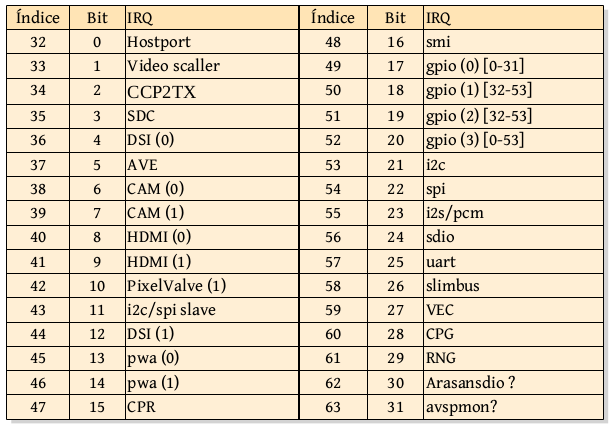 Índice Bit IRQ Índice Bit IRQ
32 0 Hostport 48 16 smi
33 1 Video scaller 49 17 gpio (0) [0-31]
34 2 CCP2TX 50 18 gpio (1) [32-53]
35 3 SDC 51 19 gpio (2) [32-53]
36 4 DSI (0) 52 20 gpio (3) [0-53]
37 5 AVE 53 21 i2c
38 6 CAM (0) 54 22 spi
39 7 CAM (1) 55 23 i2s/pcm
40 8 HDMI (0) 56 24 sdio
41 9 HDMI (1) 57 25 uart
42 10 PixelValve (1) 58 26 slimbus
43 11 i2c/spi slave 59 27 VEC
44 12 DSI (1) 60 28 CPG
45 13 pwa (0) 61 29 RNG
46 14 pwa (1) 62 30 Arasansdio ?
47 15 CPR 63 31 avspmon?